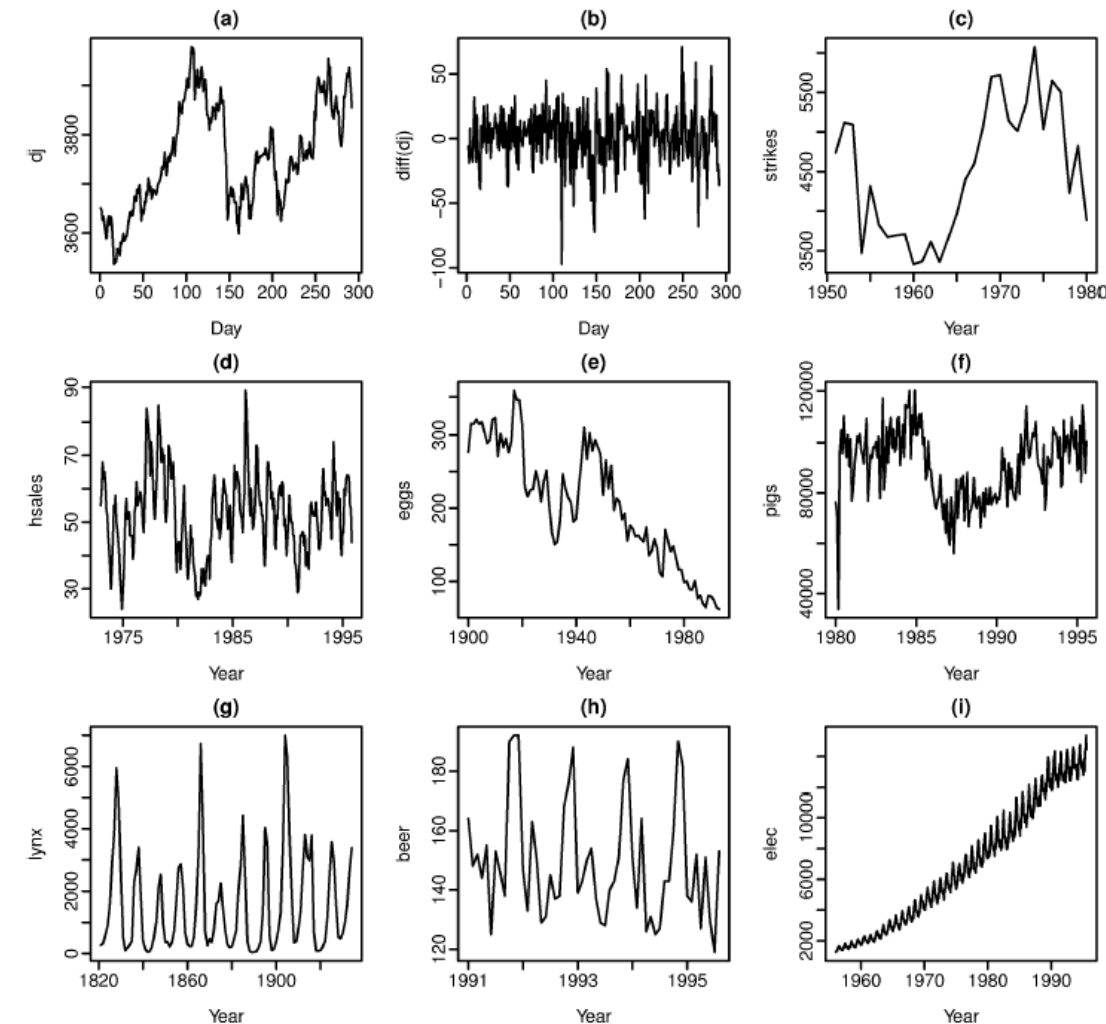 (a)
dj
3800
3600
0 50 100 150 200 250 300
Day
(b)
diff(dj)
50
0
−50
−100
0 50 100 150 200 250 300
Day
(c)
strikes
5500
4500
3500
1950 1960 1970 1980
Year
(d)
hsales
90
70
50
30
1975 1985 1995
Year
(e)
eggs
300
200
100
1900 1940 1980
Year
(f)
pigs
120000
80000
40000
1980 1985 1990 1995
Year
(g)
lynx
6000
4000
2000
0
1820 1860 1900
Year
(h)
beer
180
160
140
120
1991 1993 1995
Year
(i)
elec
10000
6000
2000
1960 1970 1980 1990
Year